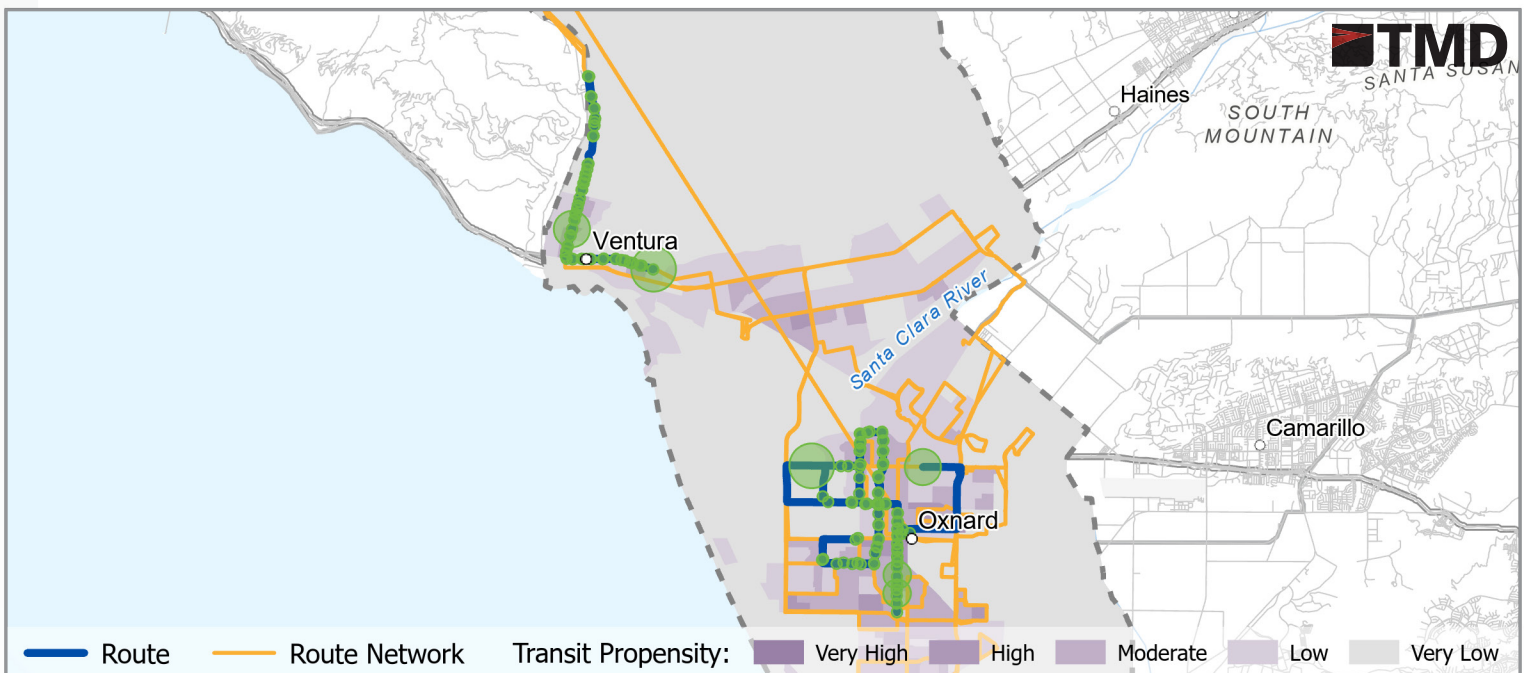 TMD
SANTA SUSAN
Haines
SOUTH
MOUNTAIN
Ventura
Santa Clara River
Camarillo
Oxnard
Route
Route Network
Transit Propensity:
Very High
High
Moderate
Low
Very Low